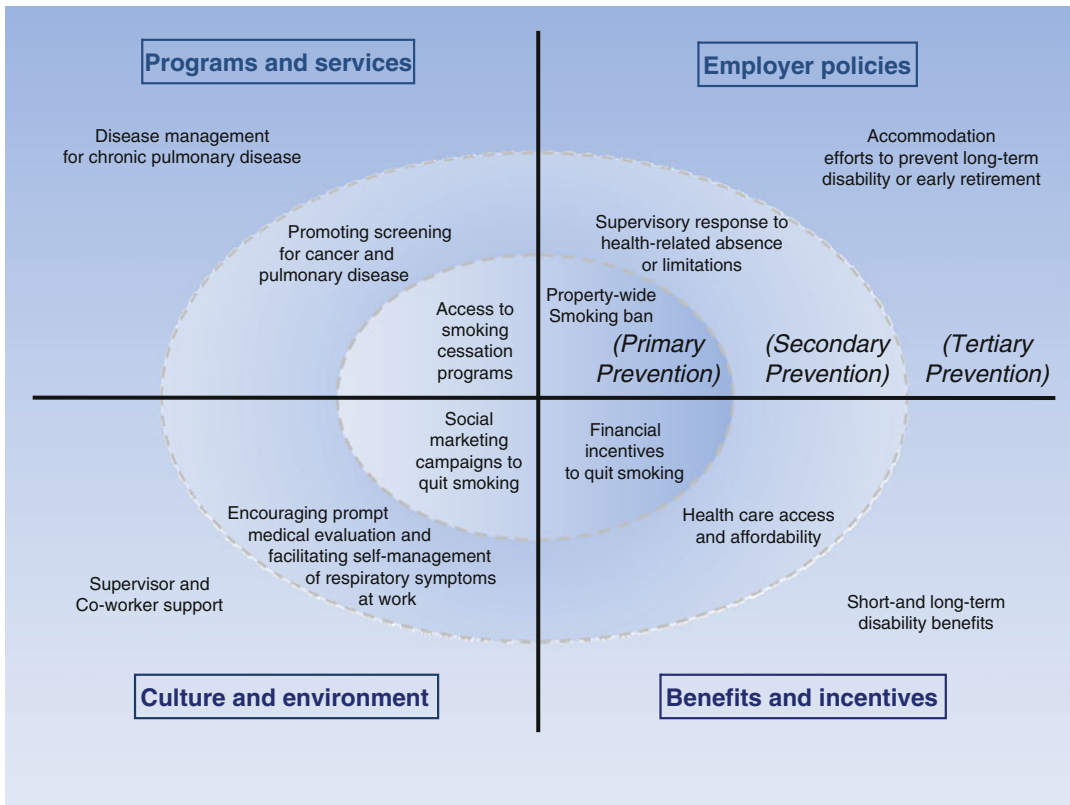 Programs and services
Employer policies
Disease management
for chronic pulmonary disease
Accommodation
efforts to prevent long-term
disability or early retirement
Promoting screening
for cancer and
pulmonary disease
Supervisory response to
health-related absence
or limitations
Access to
smoking
cessation
programs
Property-wide
Smoking ban
(Primary
Prevention)
(Secondary
Prevention)
(Tertiary
Prevention)
Social
marketing
campaigns to
quit smoking
Financial
incentives
to quit smoking
Encouraging prompt
medical evaluation and
facilitating self-management
of respiratory symptoms
at work
Health care access
and affordability
Supervisor and
Co-worker support
Short-and long-term
disability benefits
Culture and environment
Benefits and incentives